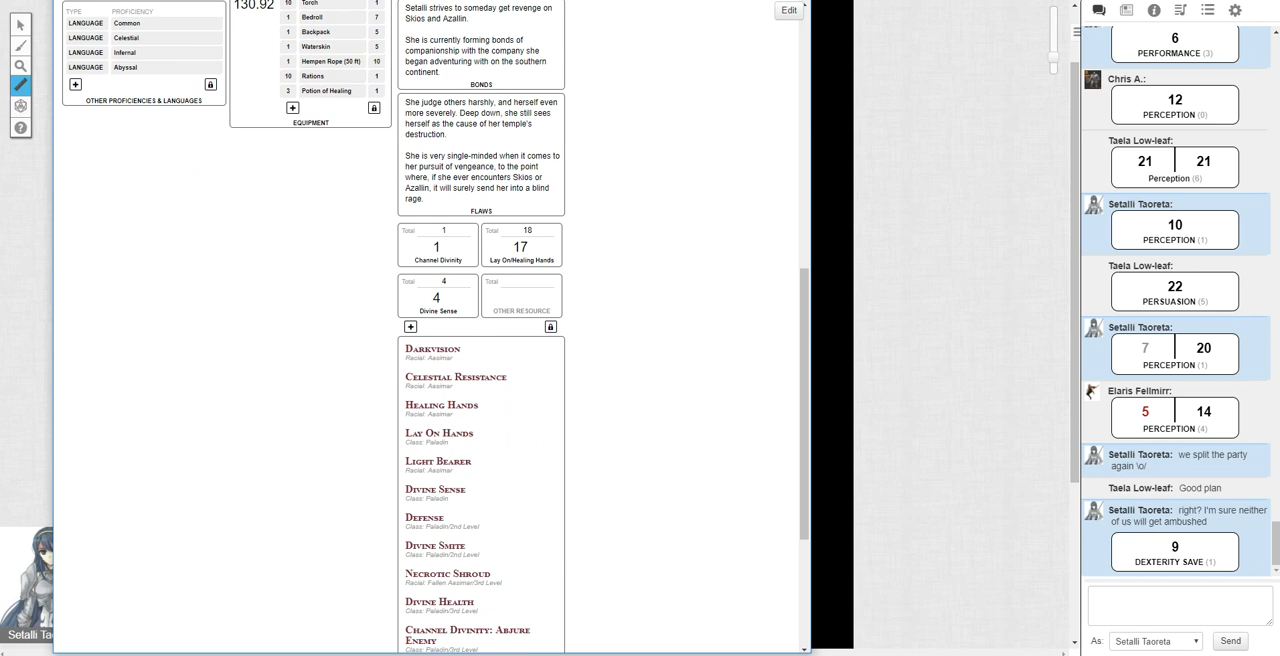 TYPE PROFICIENCY
LANGUAGE Common
LANGUAGE Celestial
LANGUAGE Infernal
LANGUAGE Abyssal
OTHER PROFICIENCIES & LANGUAGES
130.92
10 Torch 1
1 Bedroll 7
1 Backpack 5
1 Waterskin 5
1 Hempen Rope (50 ft) 10
10 Rations 1
3 Potion of Healing 1
EQUIPMENT
Setalli strives to someday get revenge on
Skios and Azallin.
She is currently forming bonds of
companionship with the company she
began adventuring with on the southern
continent.
BONDS
She judge others harshly, and herself even
more severely. Deep down, she still sees
herself as the cause of her temple's
destruction.
She is very single-minded when it comes to
her pursuit of vengeance, to the point
where, if she ever encounters Skios or
Azallin, it will surely send her into a blind
rage.
FLAWS
Total 1
1
Channel Divinity
Total 18
17
Lay On/Healing Hands
Total 4
4
Divine Sense
Total
OTHER RESOURCE
Darkvision
Racial: Aasimar
Celestial Resistance
Racial: Aasimar
Healing Hands
Racial: Aasimar
Lay On Hands
Class: Paladin
Light Bearer
Racial: Aasimar
Divine Sense
Class: Paladin
Defense
Class: Paladin/2nd Level
Divine Smite
Class: Paladin/2nd Level
Necrotic Shroud
Racial: Fallen Aasimar/3rd Level
Divine Health
Class: Paladin/3rd Level
Channel Divinity: Abjure
Enemy
Class: Paladin/3rd Level
Edit
Setalli Ta
6
PERFORMANCE (3)
Chris A.:
12
PERCEPTION (0)
Taela Low-leaf:
21 21
Perception (6)
Setalli Taoreta:
10
PERCEPTION (1)
Taela Low-leaf:
22
PERSUASION (5)
Setalli Taoreta:
7 20
PERCEPTION (1)
Elaris Fellmirr:
5 14
PERCEPTION (4)
Setalli Taoreta: we split the party
again \o/
Taela Low-leaf: Good plan
Setalli Taoreta: right? I'm sure neither
of us will get ambushed
9
DEXTERITY SAVE (1)
As: Setalli Taoreta Send